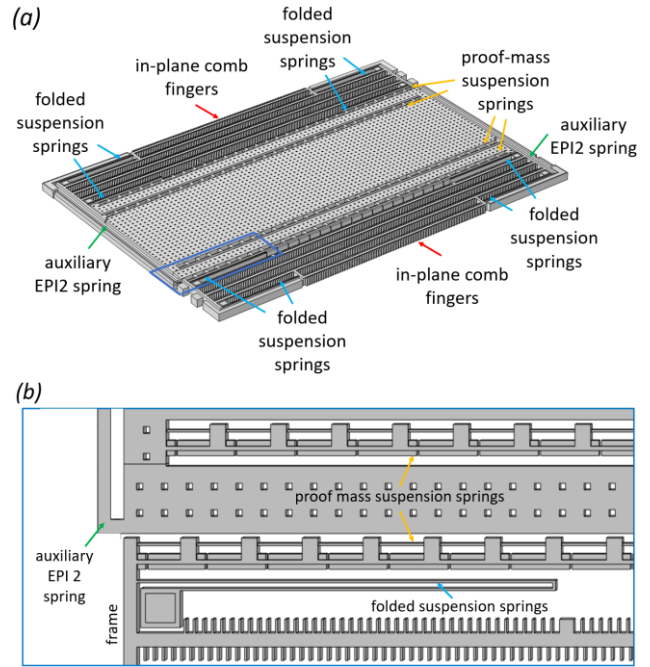 (a)
folded
suspension
springs
in-plane comb
fingers
proof-mass
suspension
springs
folded
suspension
springs
auxiliary
EPI2 spring
auxiliary
EPI2 spring
folded
suspension
springs
in-plane comb
fingers
folded
suspension
springs
(b)
proof mass suspension springs
auxiliary
EPI 2
spring
frame
folded suspension springs